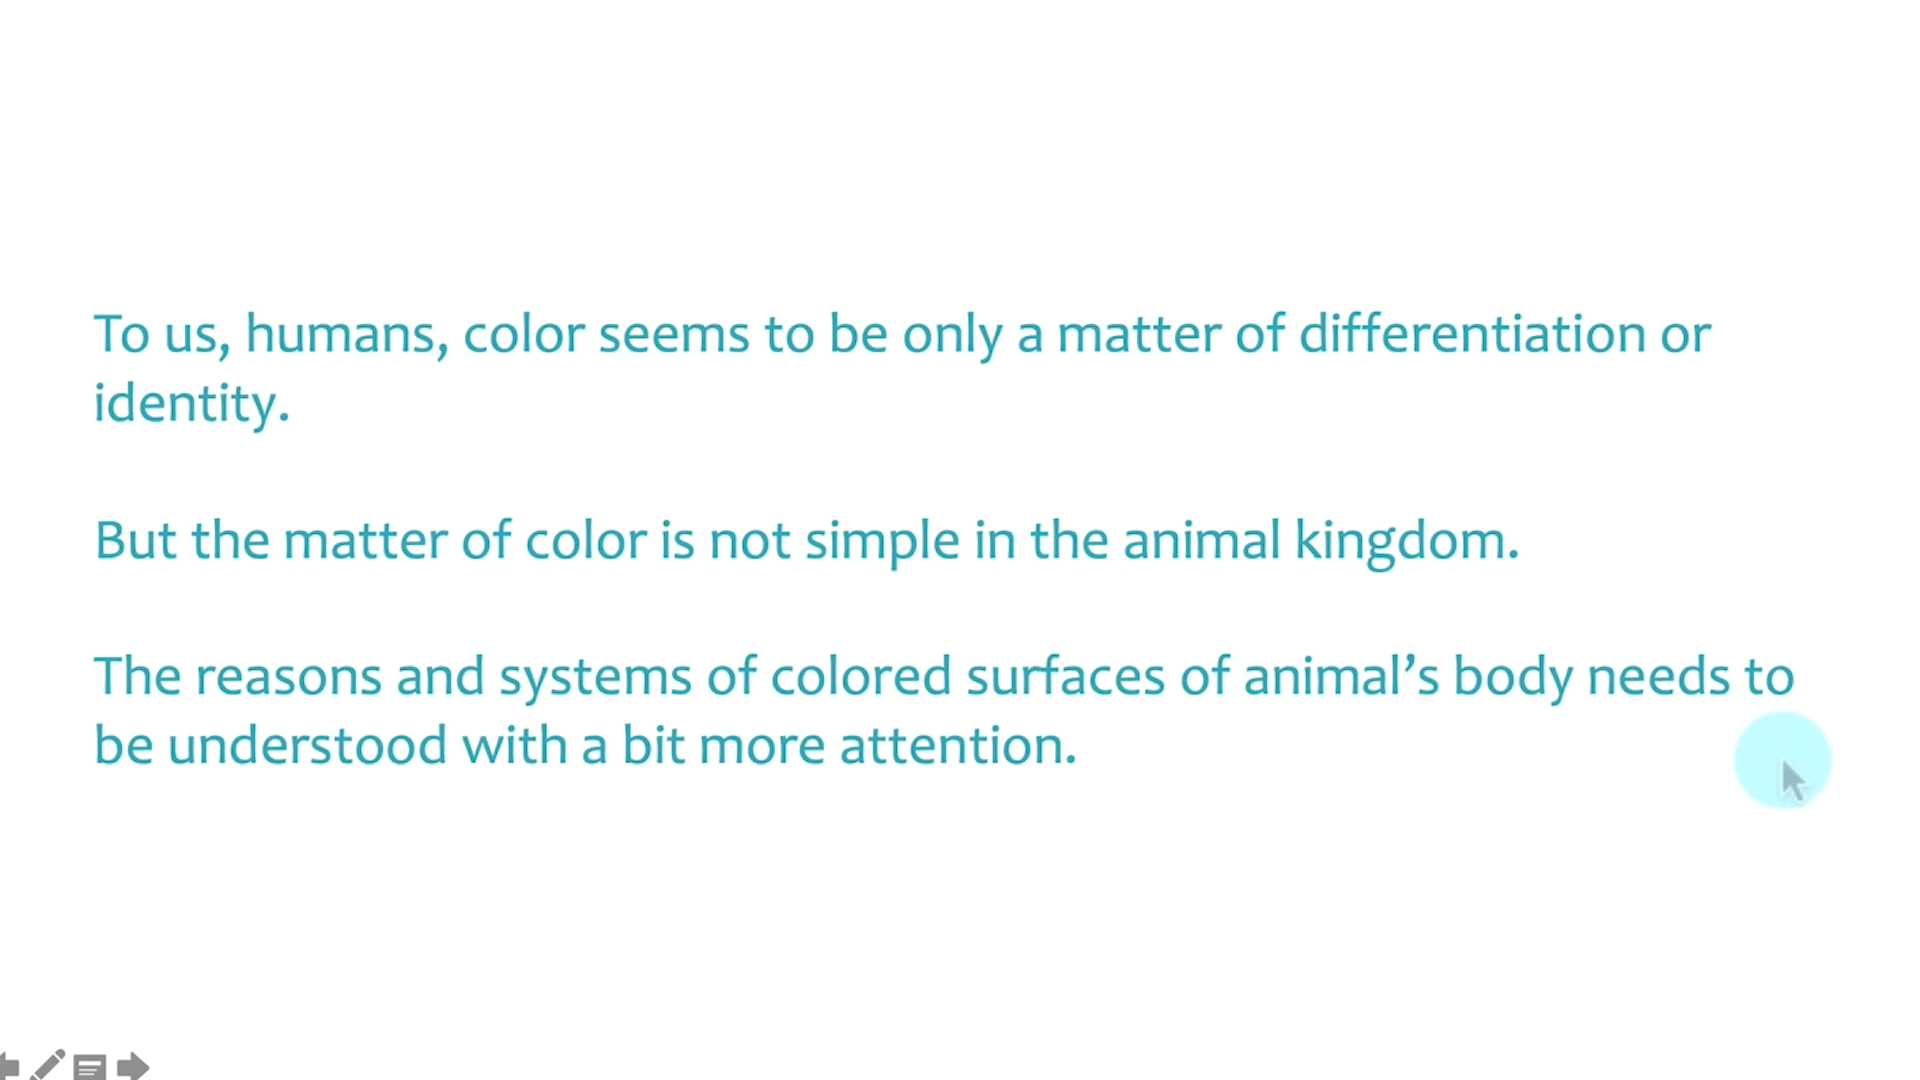 To us, humans, color seems to be only a matter of differentiation or
identity.
But the matter of color is not simple in the animal kingdom.
The reasons and systems of colored surfaces of animal’s body needs to
be understood with a bit more attention.